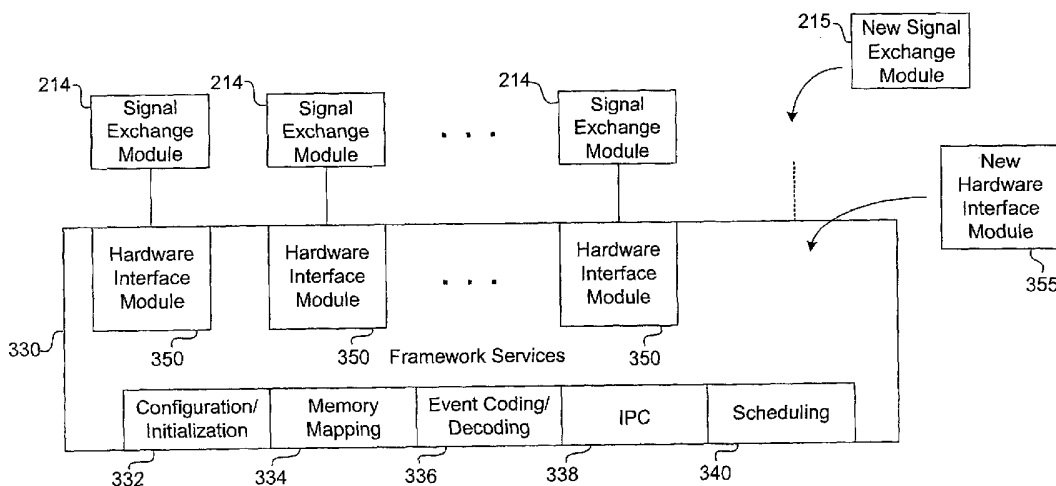 215
New Signal
Exchange
Module
214
Signal
Exchange
Module
214
Signal
Exchange
Module
. . .
214
Signal
Exchange
Module
New
Hardware
Interface
Module
355
Hardware
Interface
Module
350
Hardware
Interface
Module
350
. . .
Hardware
Interface
Module
350
330
Framework Services
Configuration/
Initialization
332
Memory
Mapping
334
Event Coding/
Decoding
336
IPC
338
Scheduling
340